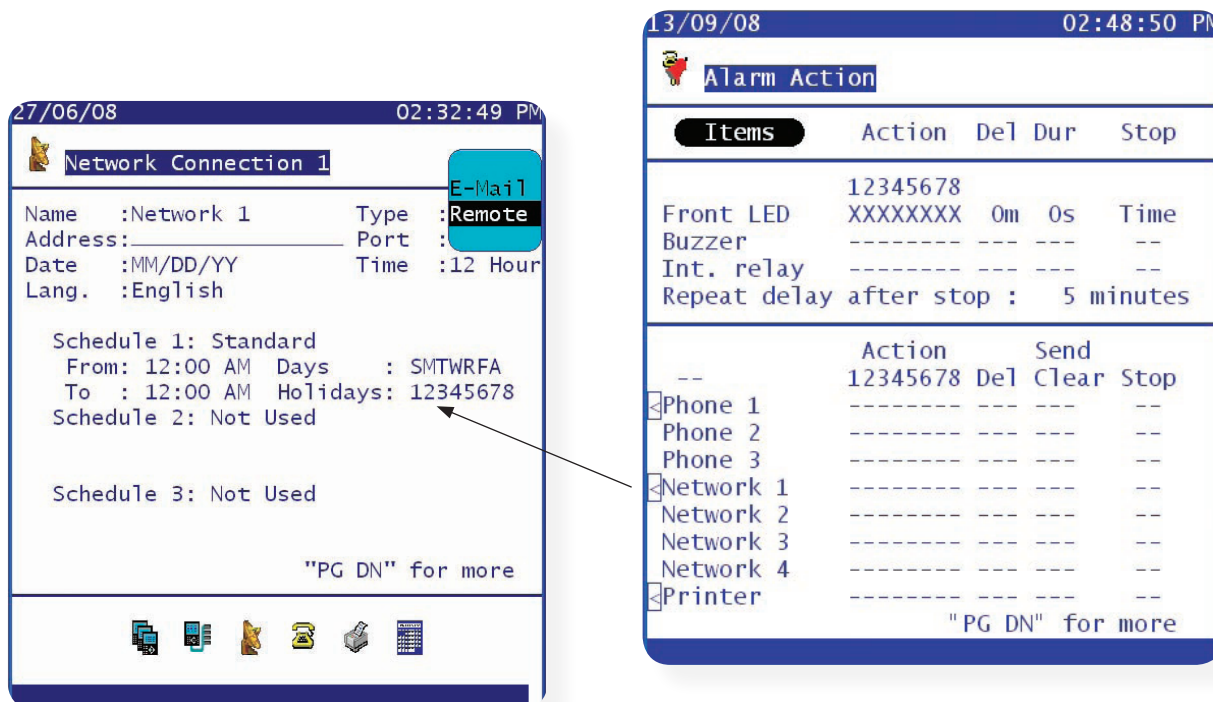 27/06/08 02:32:49 PM
Network Connection 1
E-Mail
Name :Network 1 Type :Remote
Address: Port :
Date :MM/DD/YY Time :12 Hour
Lang. :English
Schedule 1: Standard
From: 12:00 AM Days : SMTWRFA
To : 12:00 AM Holidays: 12345678
Schedule 2: Not Used
Schedule 3: Not Used
"PG DN" for more
13/09/08 02:48:50 PM
Alarm Action
Items Action Del Dur Stop
12345678
Front LED XXXXXXXX 0m 0s Time
Buzzer -------- --- --- --
Int. relay -------- --- --- --
Repeat delay after stop : 5 minutes
Action Send
-- 12345678 Del Clear Stop
Phone 1 -------- --- --- --
Phone 2 -------- --- --- --
Phone 3 -------- --- --- --
Network 1 -------- --- --- --
Network 2 -------- --- --- --
Network 3 -------- --- --- --
Network 4 -------- --- --- --
Printer -------- --- --- --
"PG DN" for more